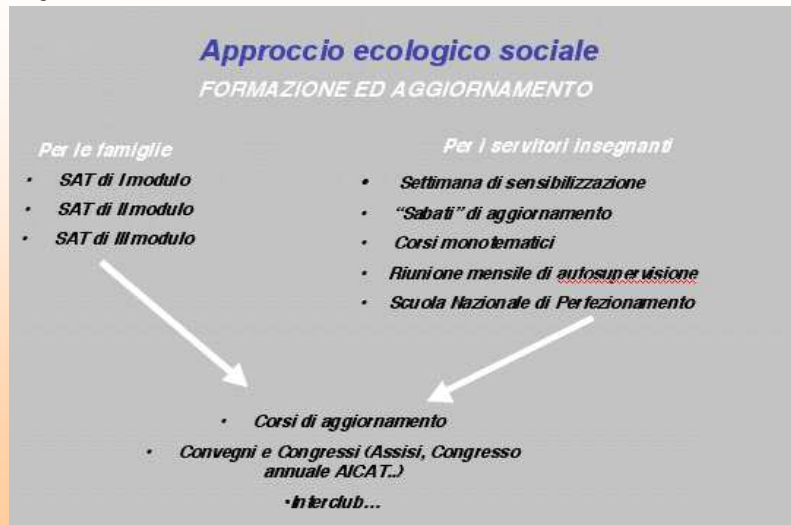 Approccio ecologico sociale
FORMAZIONE ED AGGIORNAMENTO
Per le famiglie
• SAT di I modulo
• SAT di II modulo
• SAT di III modulo
Per i servitori insegnanti
• Settimana di sensibilizzazione
• “Sabati” di aggiornamento
• Corsi monotematici
• Riunione mensile di autosupervisione
• Scuola Nazionale di Perfezionamento
• Corsi di aggiornamento
• Convegni e Congressi (Assisi, Congresso
annuale AICAT..)
•Interclub...